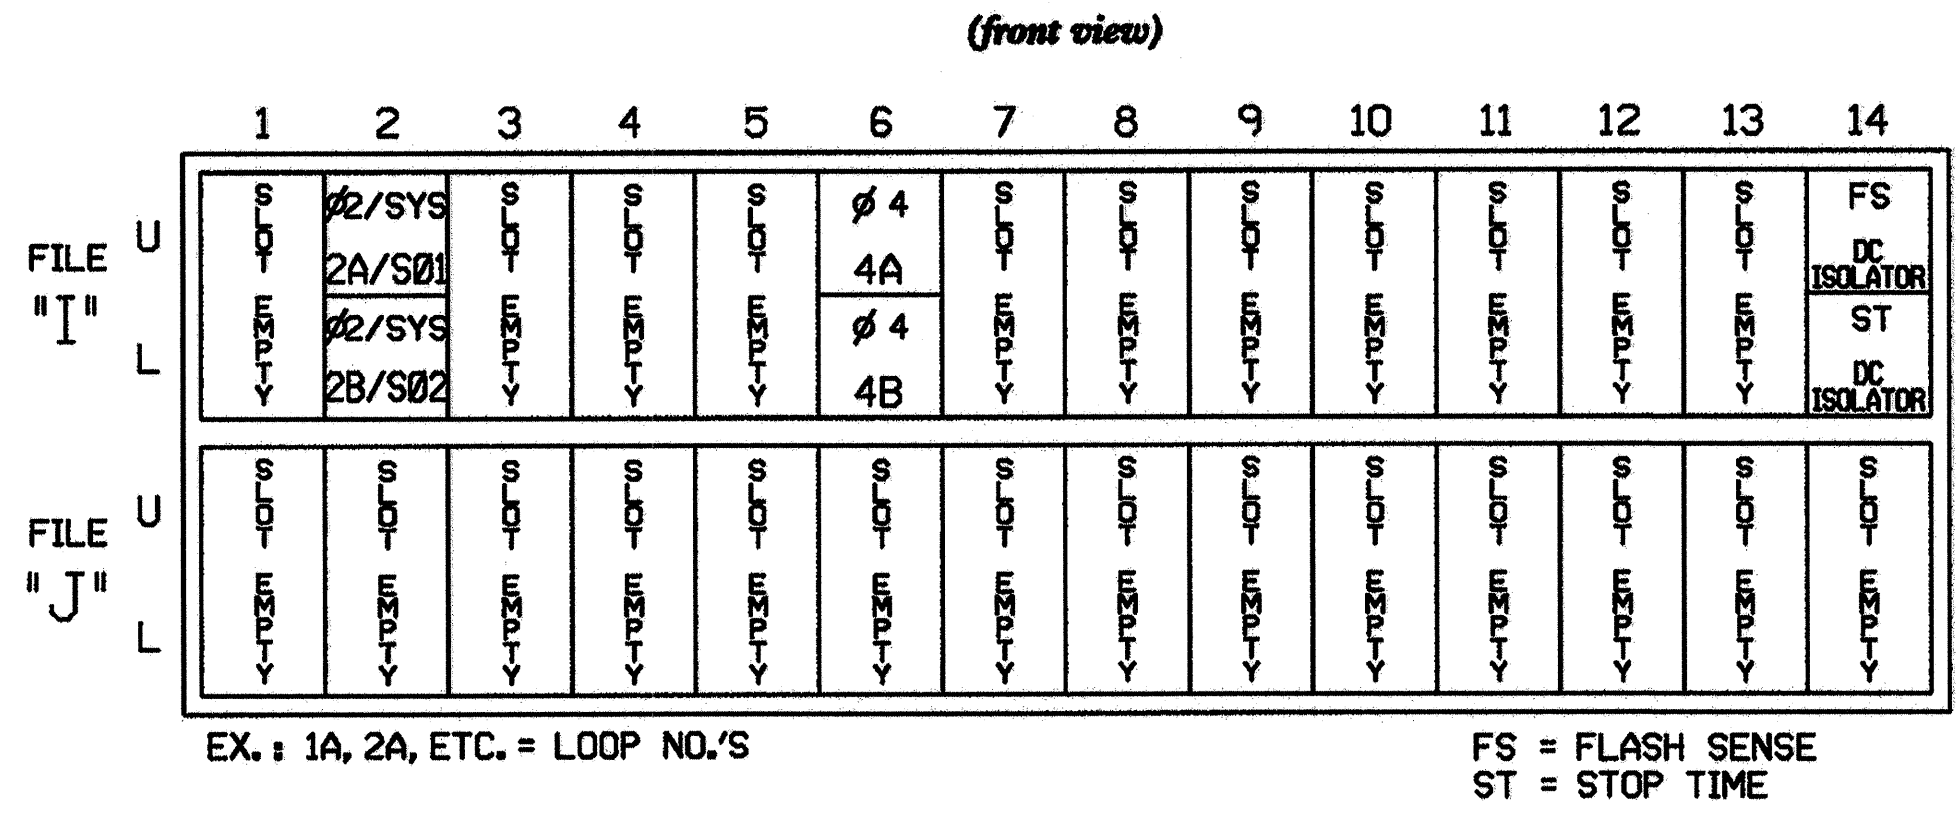 (front view)
1 2 3 4 5 6 7 8 9 10 11 12 13 14
FILE "I"
U
L
SLOT EMPTY
Ø2/SYS
2A/SØ1
Ø2/SYS
2B/SØ2
SLOT EMPTY
SLOT EMPTY
SLOT EMPTY
Ø 4
4A
Ø 4
4B
SLOT EMPTY
SLOT EMPTY
SLOT EMPTY
SLOT EMPTY
SLOT EMPTY
SLOT EMPTY
SLOT EMPTY
FS
DC
ISOLATOR
ST
DC
ISOLATOR
FILE "J"
U
L
SLOT EMPTY
SLOT EMPTY
SLOT EMPTY
SLOT EMPTY
SLOT EMPTY
SLOT EMPTY
SLOT EMPTY
SLOT EMPTY
SLOT EMPTY
SLOT EMPTY
SLOT EMPTY
SLOT EMPTY
SLOT EMPTY
SLOT EMPTY
EX.: 1A, 2A, ETC. = LOOP NO.'S
FS = FLASH SENSE
ST = STOP TIME